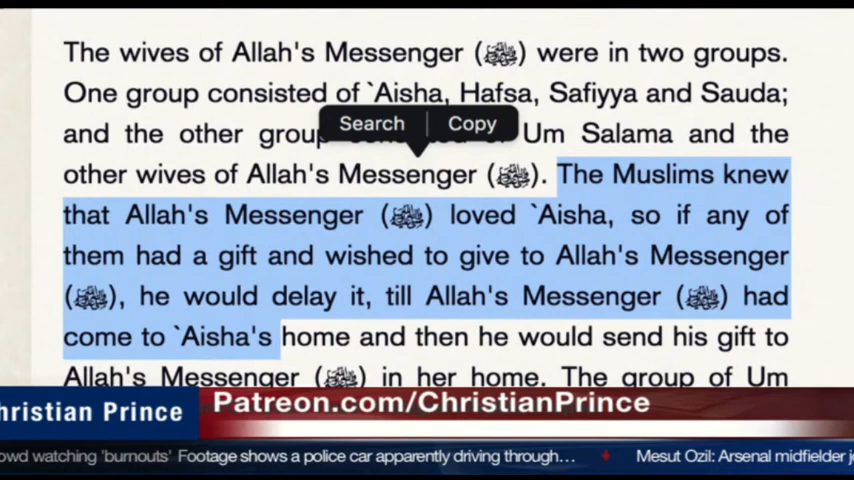 The wives of Allah's Messenger (ﷺ) were in two groups.
One group consisted of `Aisha, Hafsa, Safiyya and Sauda;
and the other group Um Salama and the
Search Copy
other wives of Allah's Messenger (ﷺ). The Muslims knew
that Allah's Messenger (ﷺ) loved `Aisha, so if any of
them had a gift and wished to give to Allah's Messenger
(ﷺ), he would delay it, till Allah's Messenger (ﷺ) had
come to `Aisha's home and then he would send his gift to
Allah's Messenger (ﷺ) in her home. The group of Um
hristian Prince
Patreon.com/ChristianPrince
owd watching 'burnouts' Footage shows a police car apparently driving through... Mesut Ozil: Arsenal midfielder